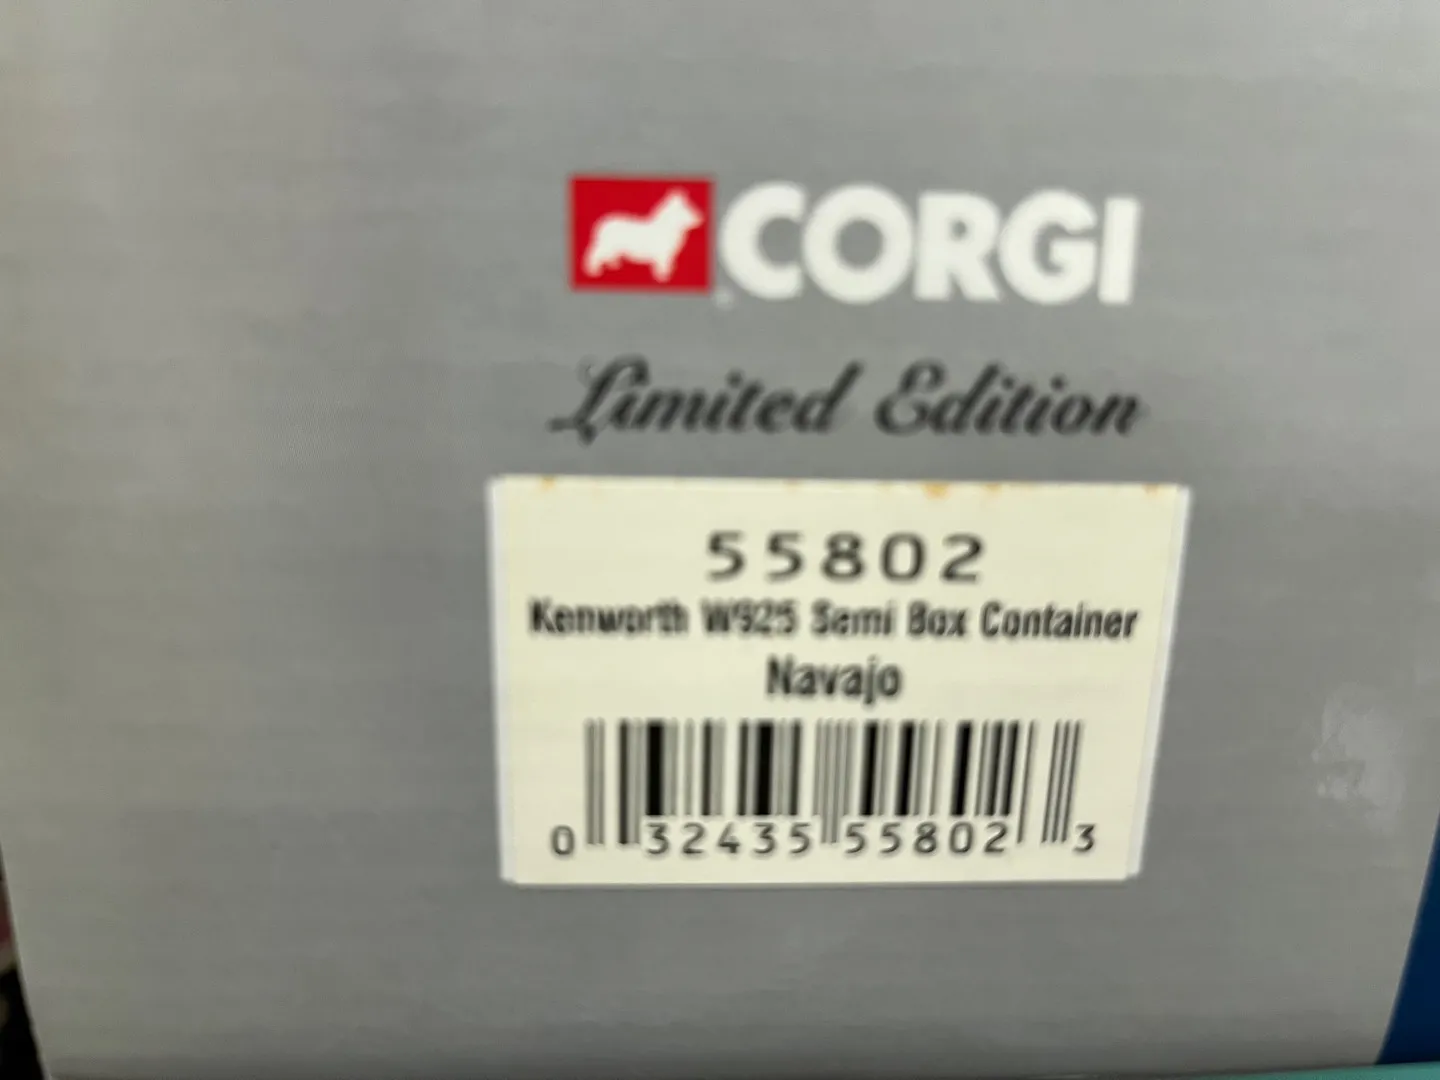 CORGI
Limited Edition
55802
Kenworth W925 Semi Box Container
Navajo
0 32435 55802 3